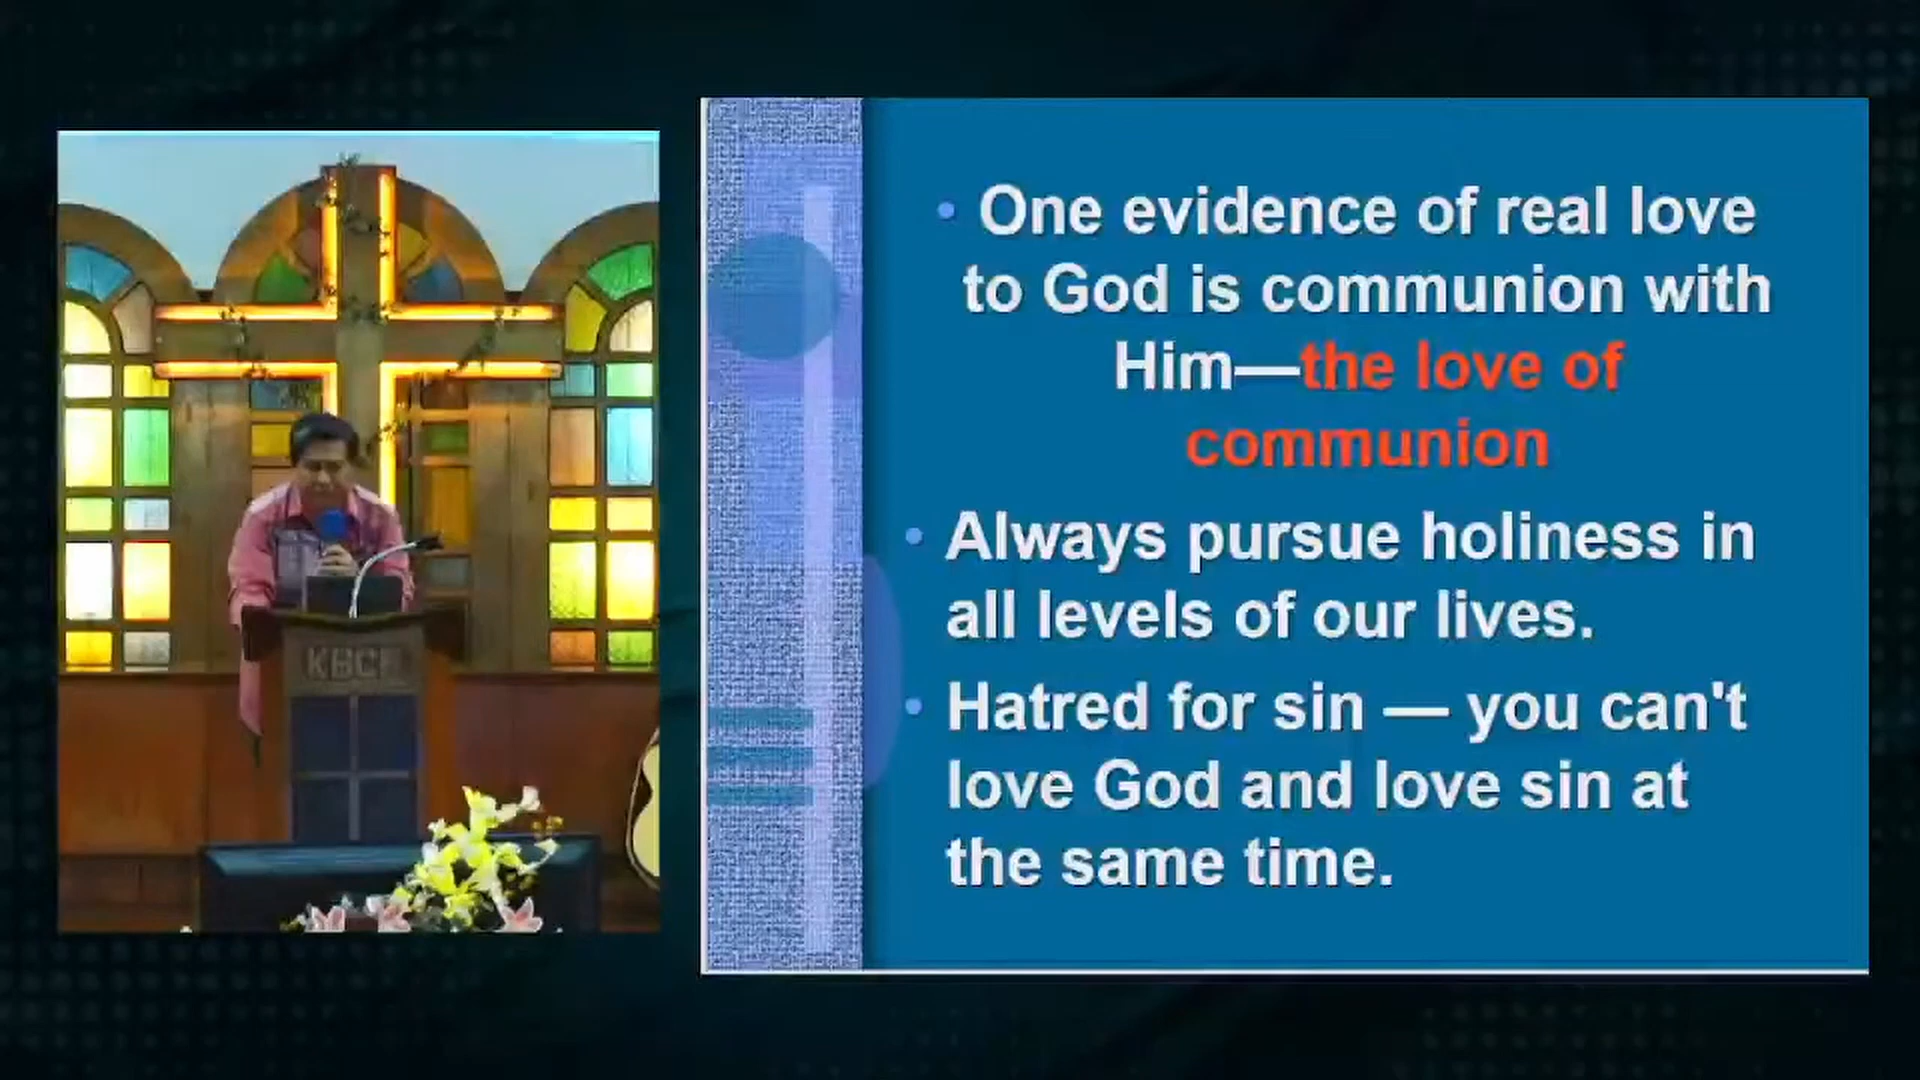 • One evidence of real love
to God is communion with
Him—the love of
communion
• Always pursue holiness in
all levels of our lives.
• Hatred for sin — you can't
love God and love sin at
the same time.